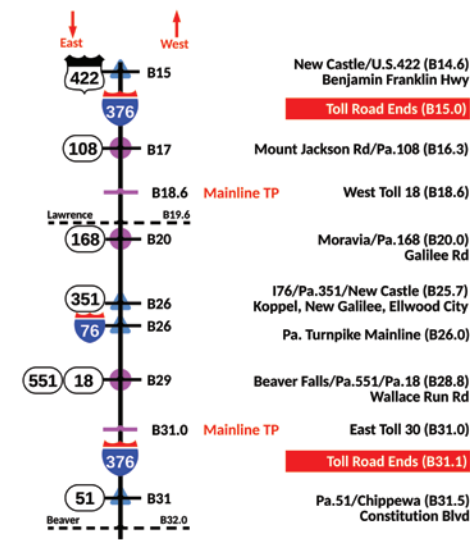 East
West
422
B15
New Castle/U.S.422 (B14.6)
Benjamin Franklin Hwy
376
Toll Road Ends (B15.0)
108
B17
Mount Jackson Rd/Pa.108 (B16.3)
B18.6
Mainline TP
West Toll 18 (B18.6)
Lawrence
B19.6
168
B20
Moravia/Pa.168 (B20.0)
Galilee Rd
351
B26
I76/Pa.351/New Castle (B25.7)
Koppel, New Galilee, Ellwood City
76
B26
Pa. Turnpike Mainline (B26.0)
551
18
B29
Beaver Falls/Pa.551/Pa.18 (B28.8)
Wallace Run Rd
B31.0
Mainline TP
East Toll 30 (B31.0)
376
Toll Road Ends (B31.1)
51
B31
Pa.51/Chippewa (B31.5)
Constitution Blvd
Beaver
B32.0